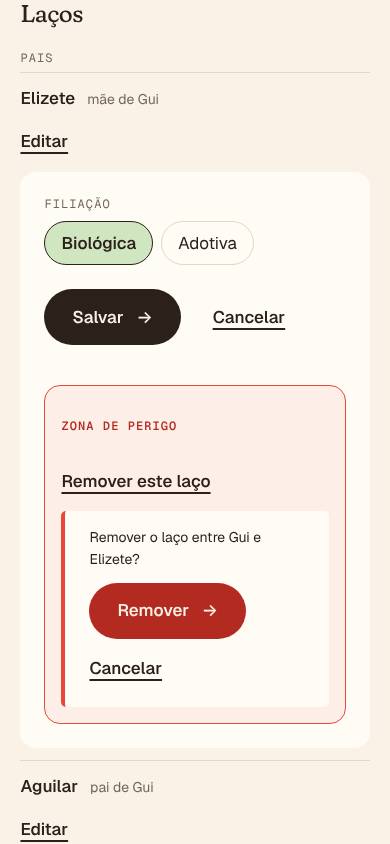 Laços
PAIS
Elizete mãe de Gui
Editar
FILIAÇÃO
Biológica Adotiva
Salvar → Cancelar
ZONA DE PERIGO
Remover este laço
Remover o laço entre Gui e
Elizete?
Remover →
Cancelar
Aguilar pai de Gui
Editar